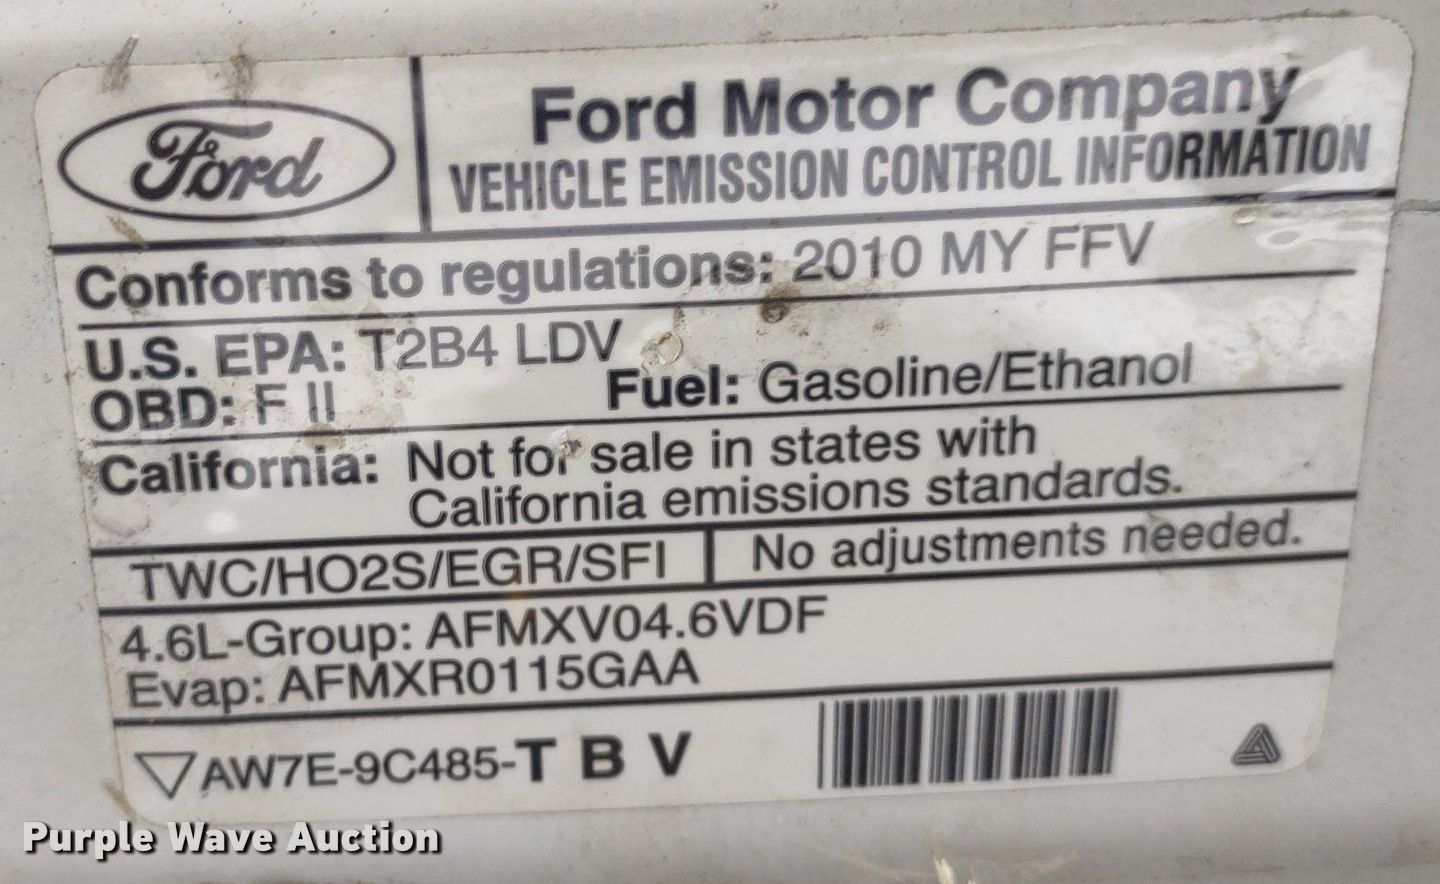 Ford
Ford Motor Company
VEHICLE EMISSION CONTROL INFORMATION
Conforms to regulations: 2010 MY FFV
U.S. EPA: T2B4 LDV
OBD: F II
Fuel: Gasoline/Ethanol
California: Not for sale in states with
California emissions standards.
TWC/HO2S/EGR/SFI
No adjustments needed.
4.6L-Group: AFMXV04.6VDF
Evap: AFMXR0115GAA
AW7E-9C485-T B V
Purple Wave Auction